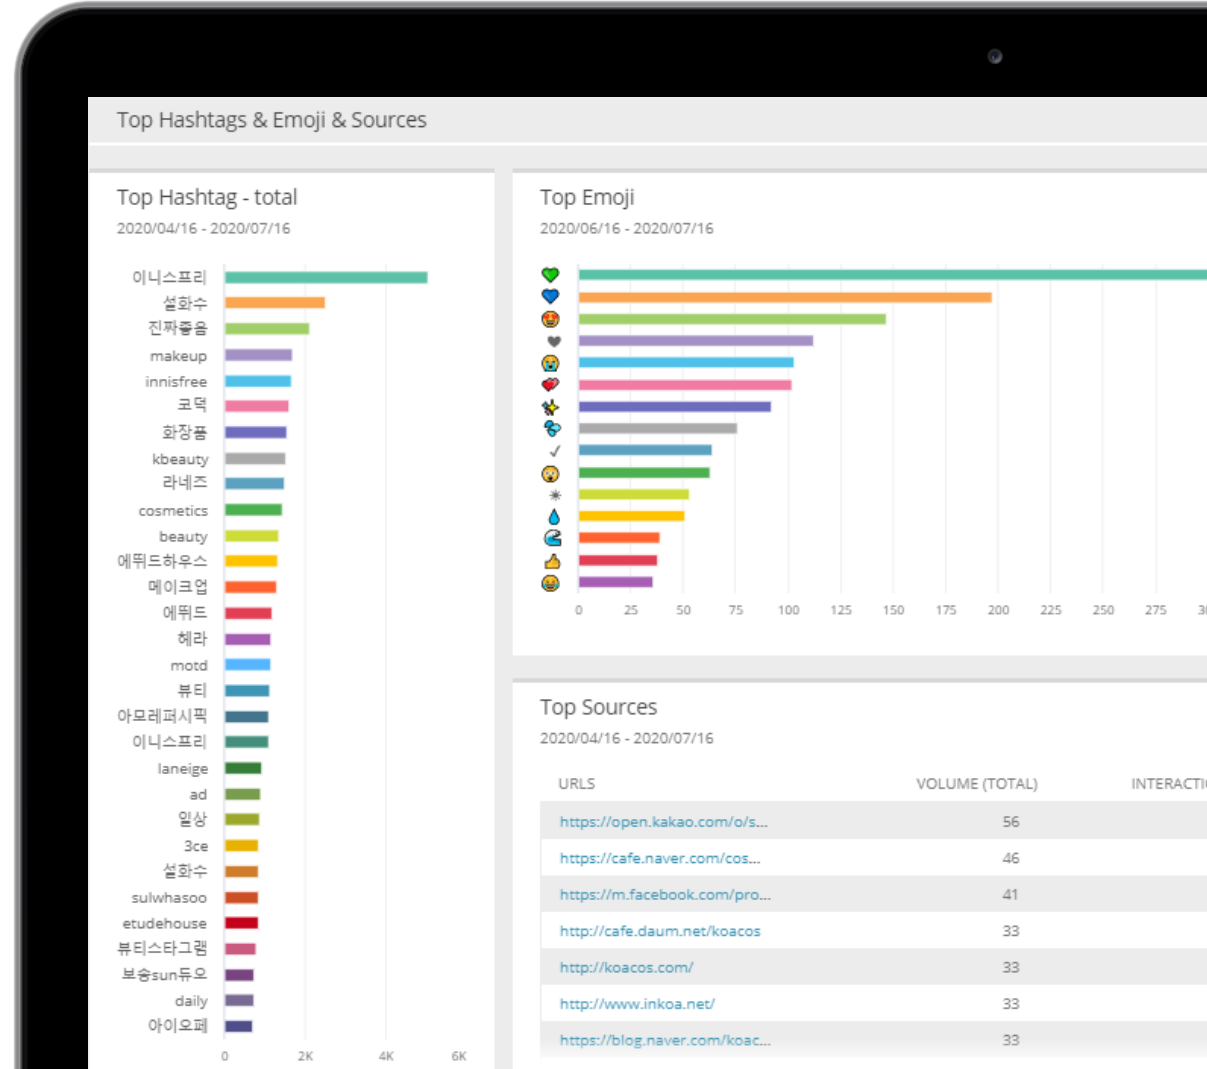 Top Hashtags & Emoji & Sources
Top Hashtag - total
2020/04/16 - 2020/07/16
이니스프리
설화수
진짜좋음
makeup
innisfree
코덕
화장품
kbeauty
라네즈
cosmetics
beauty
에뛰드하우스
메이크업
에뛰드
헤라
motd
뷰티
아모레퍼시픽
이니스프리
laneige
ad
일상
3ce
설화수
sulwhasoo
etudehouse
뷰티스타그램
보송sun듀오
daily
아이오페
0 2K 4K 6K
Top Emoji
2020/06/16 - 2020/07/16
0 25 50 75 100 125 150 175 200 225 250 275
Top Sources
2020/04/16 - 2020/07/16
URLS VOLUME (TOTAL) INTERACTI
https://open.kakao.com/o/s... 56
https://cafe.naver.com/cos... 46
https://m.facebook.com/pro... 41
http://cafe.daum.net/koacos 33
http://koacos.com/ 33
http://www.inkoa.net/ 33
https://blog.naver.com/koac... 33